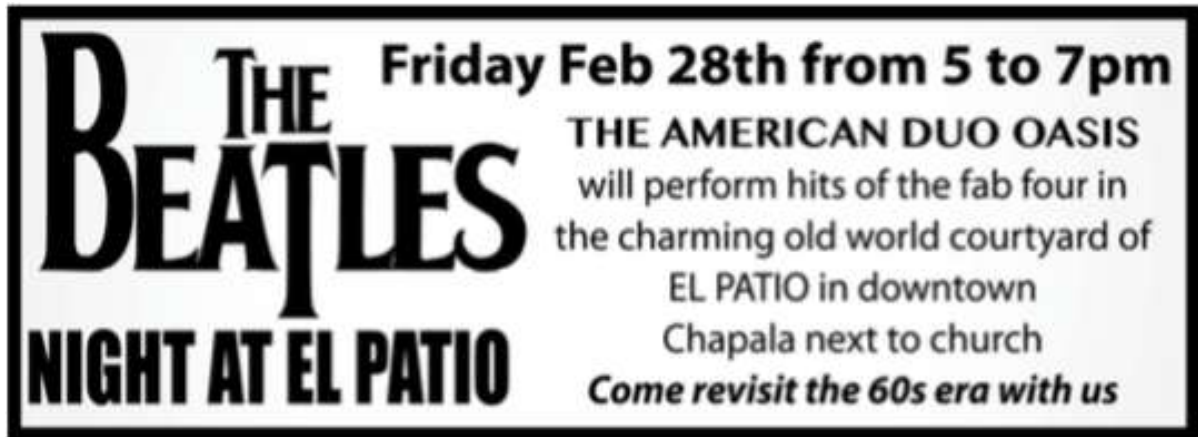 THE
BEATLES
NIGHT AT EL PATIO
Friday Feb 28th from 5 to 7pm
THE AMERICAN DUO OASIS
will perform hits of the fab four in
the charming old world courtyard of
EL PATIO in downtown
Chapala next to church
Come revisit the 60s era with us